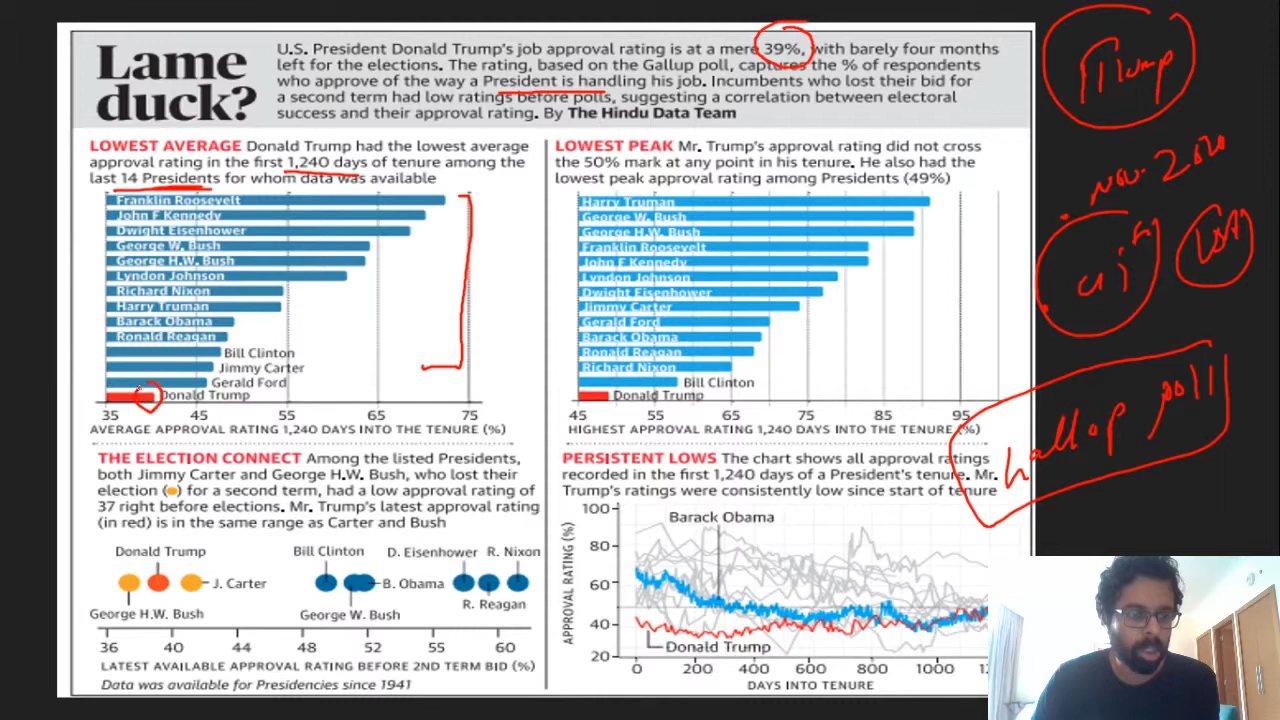 Lame
duck?
U.S. President Donald Trump's job approval rating is at a mere 39%, with barely four months
left for the elections. The rating, based on the Gallup poll, captures the % of respondents
who approve of the way a President is handling his job. Incumbents who lost their bid for
a second term had low ratings before polls, suggesting a correlation between electoral
success and their approval rating. By The Hindu Data Team
LOWEST AVERAGE Donald Trump had the lowest average
approval rating in the first 1,240 days of tenure among the
last 14 Presidents for whom data was available
Franklin Roosevelt
John F Kennedy
Dwight Eisenhower
George W. Bush
George H.W. Bush
Lyndon Johnson
Richard Nixon
Harry Truman
Barack Obama
Ronald Reagan
Bill Clinton
Jimmy Carter
Gerald Ford
Donald Trump
35 45 55 65 75
AVERAGE APPROVAL RATING 1,240 DAYS INTO THE TENURE (%)
LOWEST PEAK Mr. Trump's approval rating did not cross
the 50% mark at any point in his tenure. He also had the
lowest peak approval rating among Presidents (49%)
Harry Truman
George W. Bush
George H.W. Bush
Franklin Roosevelt
John F Kennedy
Lyndon Johnson
Dwight Eisenhower
Jimmy Carter
Gerald Ford
Barack Obama
Ronald Reagan
Richard Nixon
Bill Clinton
Donald Trump
45 55 65 75 85 95
HIGHEST APPROVAL RATING 1,240 DAYS INTO THE TENURE (%)
THE ELECTION CONNECT Among the listed Presidents,
both Jimmy Carter and George H.W. Bush, who lost their
election ( ) for a second term, had a low approval rating of
37 right before elections. Mr. Trump's latest approval rating
(in red) is in the same range as Carter and Bush
Donald Trump Bill Clinton D. Eisenhower R. Nixon
J. Carter B. Obama
George H.W. Bush George W. Bush R. Reagan
36 40 44 48 52 55 60
LATEST AVAILABLE APPROVAL RATING BEFORE 2ND TERM BID (%)
Data was available for Presidencies since 1941
PERSISTENT LOWS The chart shows all approval ratings
recorded in the first 1,240 days of a President's tenure. Mr.
Trump's ratings were consistently low since start of tenure
APPROVAL RATING (%)
100
80
60
40
20
Barack Obama
Donald Trump
0 200 400 600 800 1000 12
DAYS INTO TENURE
Trump
Nov. 2020
USA
Gallop poll